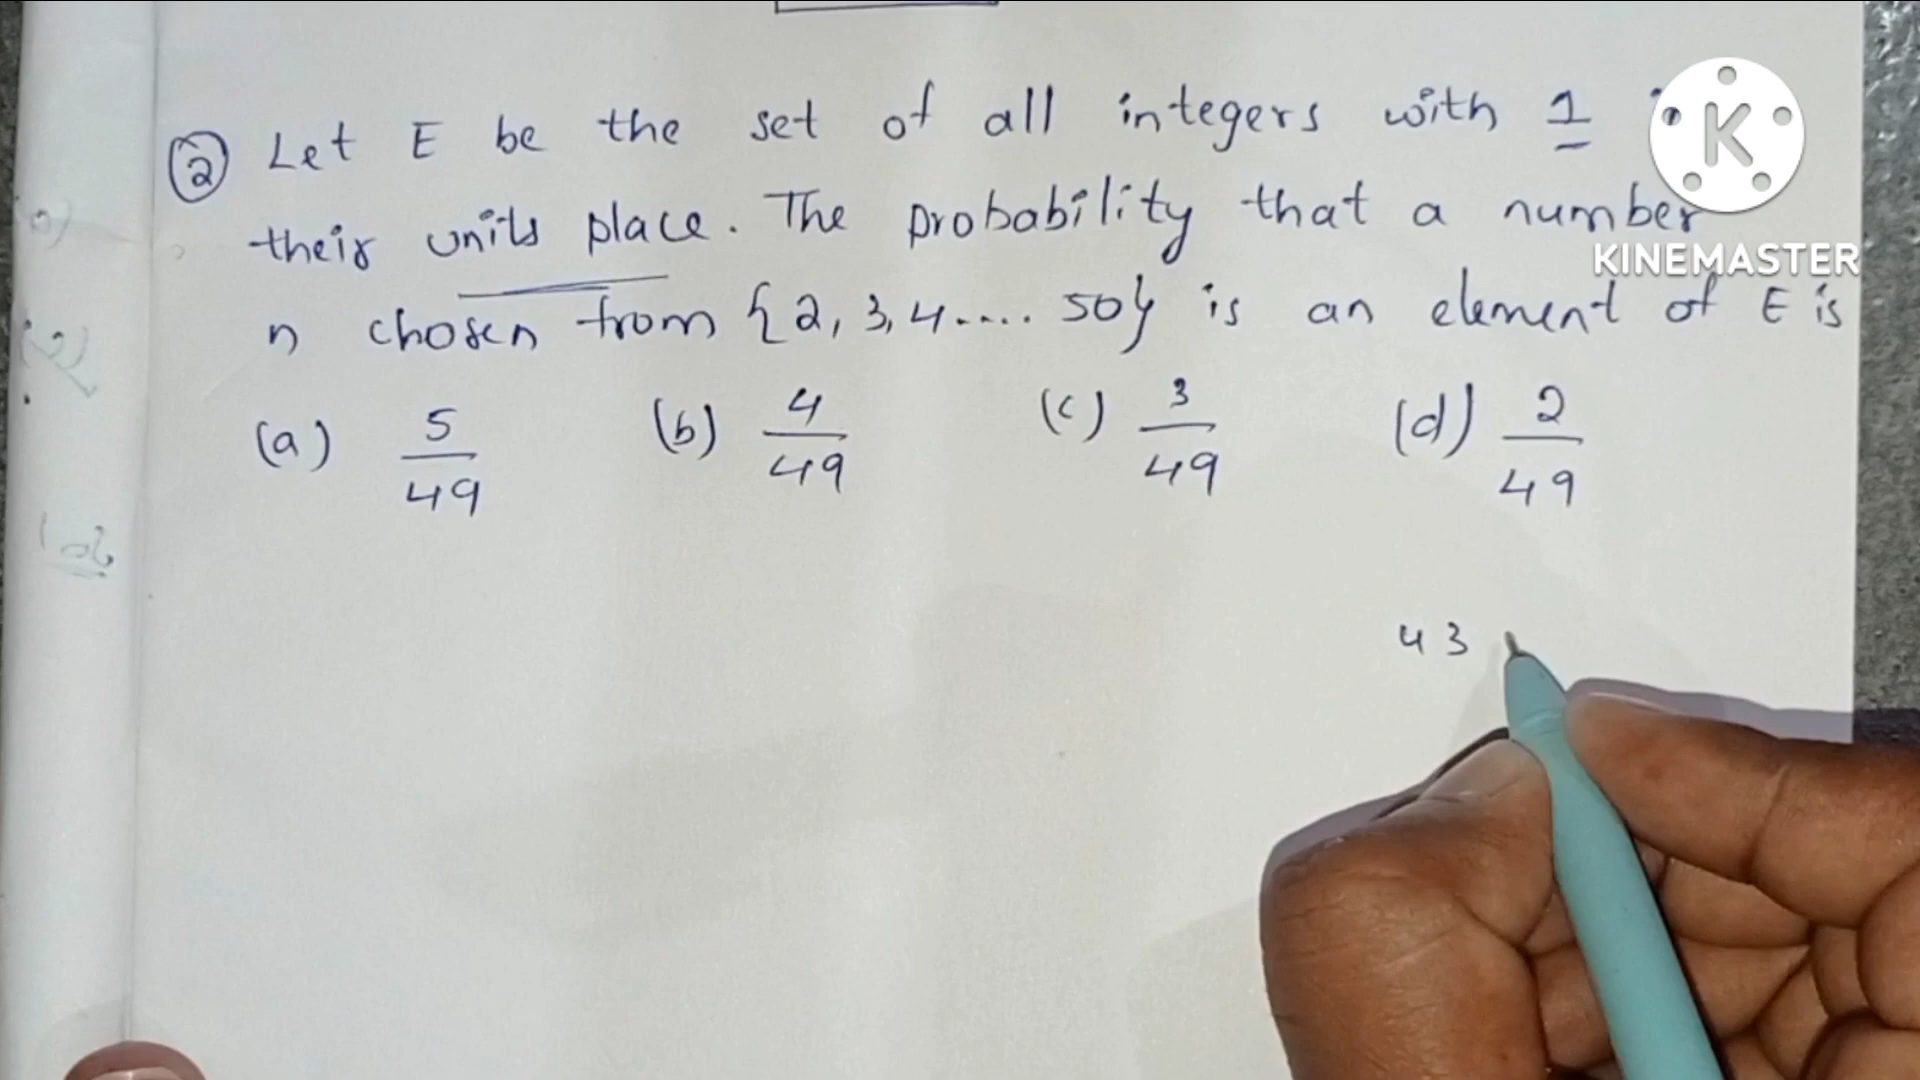 ② Let E be the set of all integers with 1
their units place. The probability that a number
n chosen from {2, 3, 4.... 50} is an element of E is
(a) 5/49 (b) 4/49 (c) 3/49 (d) 2/49
43
K
KINEMASTER